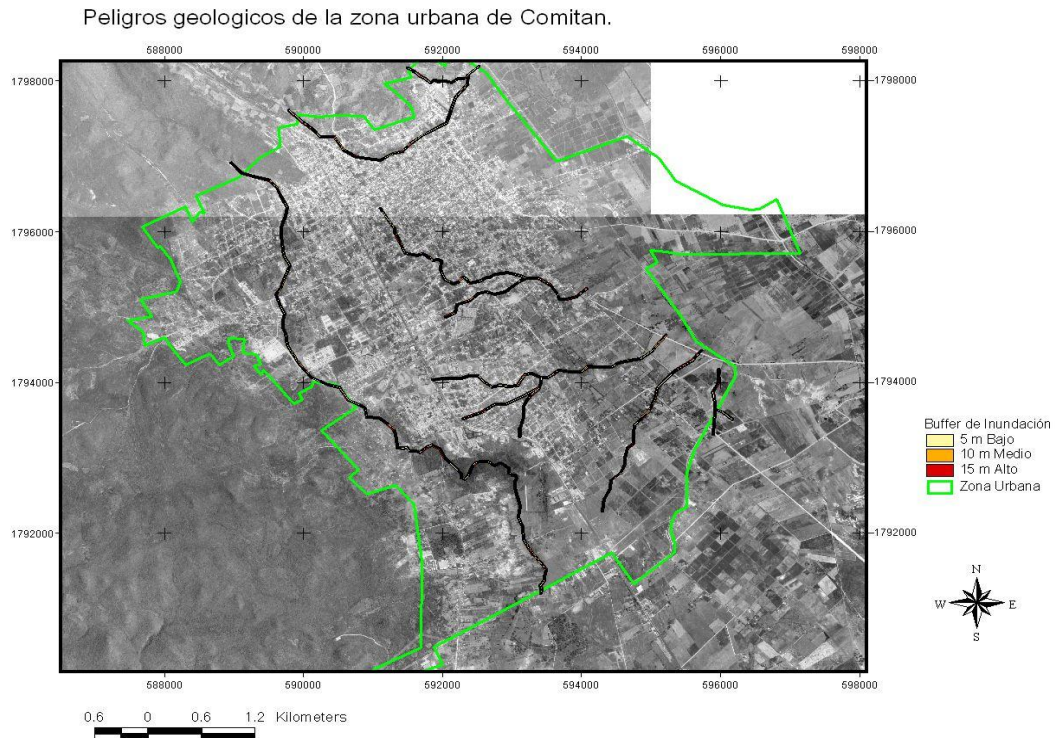 Peligros geologicos de la zona urbana de Comitan.
588000 590000 592000 594000 596000 598000
1798000 1798000
1796000 1796000
1794000 1794000
1792000 1792000
588000 590000 592000 594000 596000 598000
Buffer de Inundación
5 m Bajo
10 m Medio
15 m Alto
Zona Urbana
N
W E
S
0.6 0 0.6 1.2 Kilometers